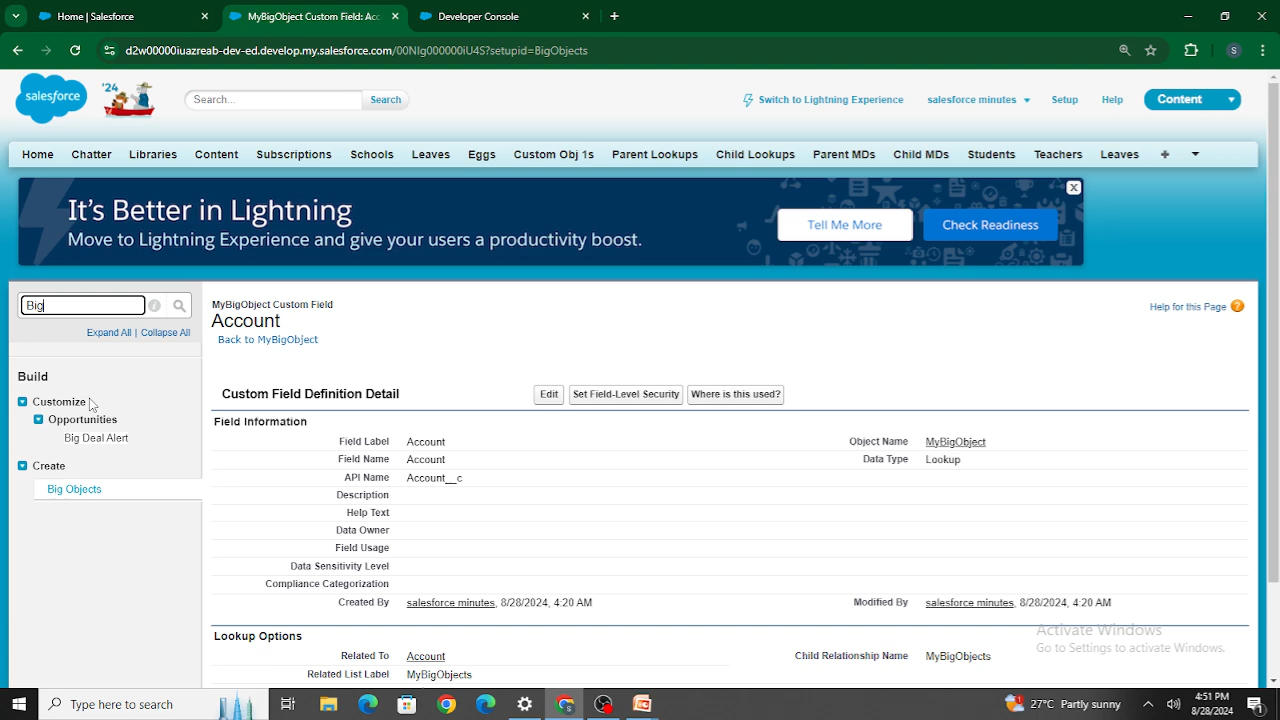 Home | Salesforce
MyBigObject Custom Field: Acc
Developer Console
d2w00000iuazreab-dev-ed.develop.my.salesforce.com/00NIg000000iU4S?setupid=BigObjects
S
salesforce
'24
Search...
Search
Switch to Lightning Experience
salesforce minutes
Setup
Help
Content
Home
Chatter
Libraries
Content
Subscriptions
Schools
Leaves
Eggs
Custom Obj 1s
Parent Lookups
Child Lookups
Parent MDs
Child MDs
Students
Teachers
Leaves
+
It's Better in Lightning
Move to Lightning Experience and give your users a productivity boost.
Tell Me More
Check Readiness
Big
Expand All | Collapse All
Build
Customize
Opportunities
Big Deal Alert
Create
Big Objects
MyBigObject Custom Field
Account
Back to MyBigObject
Help for this Page
Custom Field Definition Detail
Edit
Set Field-Level Security
Where is this used?
Field Information
Field Label Account Object Name MyBigObject
Field Name Account Data Type Lookup
API Name Account__c
Description
Help Text
Data Owner
Field Usage
Data Sensitivity Level
Compliance Categorization
Created By salesforce minutes, 8/28/2024, 4:20 AM Modified By salesforce minutes, 8/28/2024, 4:20 AM
Lookup Options
Related To Account Child Relationship Name MyBigObjects
Related List Label MyBigObjects
Activate Windows
Go to Settings to activate Windows.
Type here to search
27°C Partly sunny
4:51 PM
8/28/2024